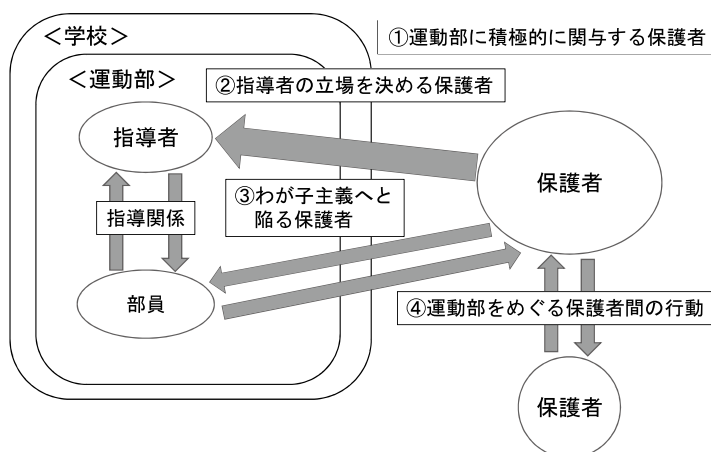 ＜学校＞
①運動部に積極的に関与する保護者
＜運動部＞
②指導者の立場を決める保護者
指導者
保護者
③わが子主義へと
陥る保護者
指導関係
部員
④運動部をめぐる保護者間の行動
保護者